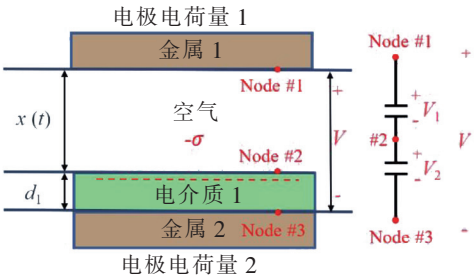 电极电荷量 1
金属 1
Node #1
x (t)
空气
-σ
+
V
-
Node #2
d₁
电介质 1
金属 2
Node #3
电极电荷量 2
Node #1
+
+
V₁
-
#2
V
+
V₂
-
Node #3
-